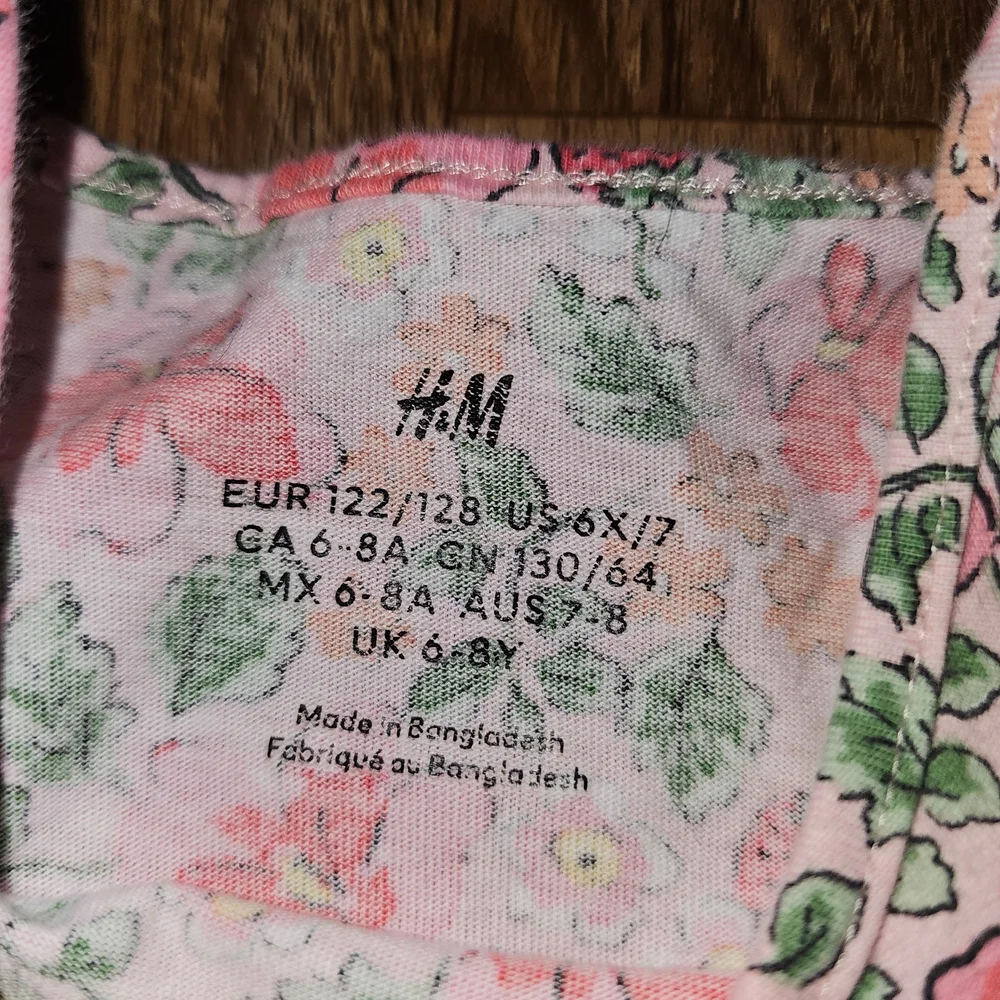 H&M
EUR 122/128 US 6X/7
CA 6-8A CN 130/64
MX 6-8A AUS 7-8
UK 6-8Y
Made in Bangladesh
Fabriqué au Bangladesh